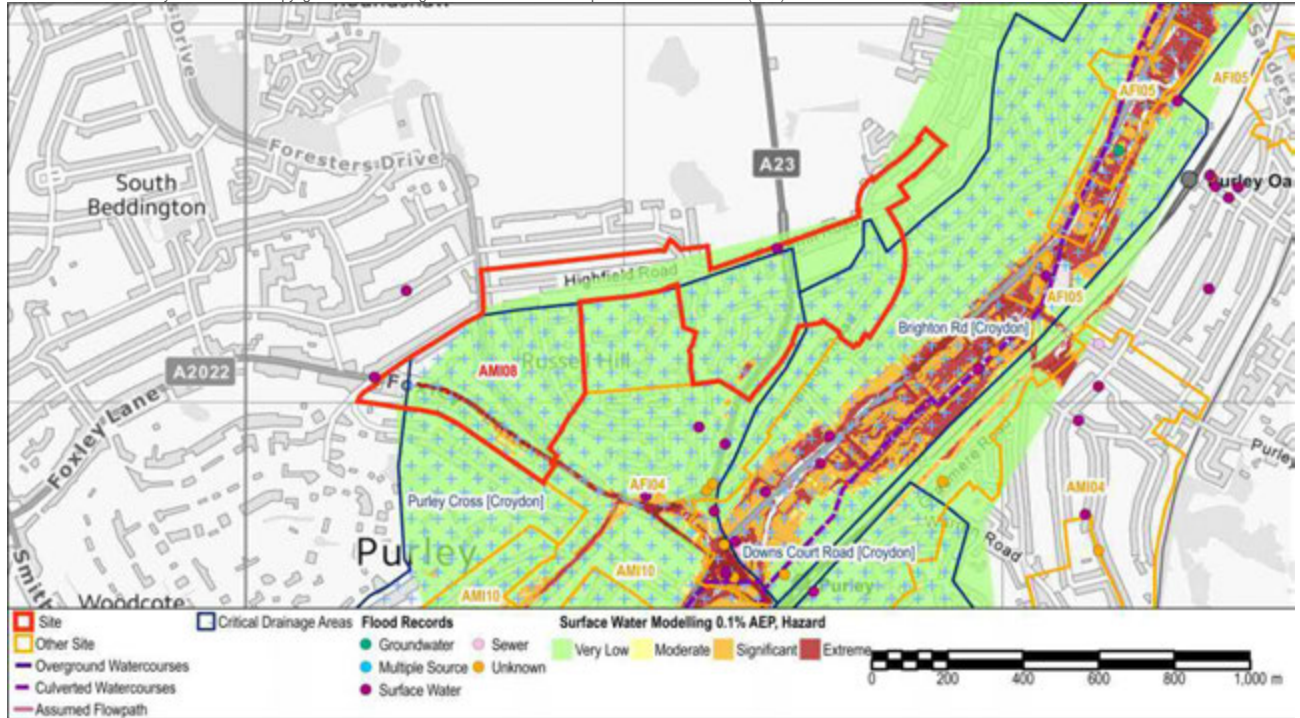 Foresters Drive
South
Beddington
A23
Purley Oa
AFI05
AFI05
AFI05
Highfield Road
Brighton Rd [Croydon]
A2022
Foxley Lane
AMI08
Russell Hill
AFI04
AMI04
Purley Cross [Croydon]
Purley
Road
Purley
Downs Court Road [Croydon]
Purley
AMI10
AMI10
Smith
Woodcote
Site
Other Site
Overground Watercourses
Culverted Watercourses
Assumed Flowpath
Critical Drainage Areas
Flood Records
Groundwater
Multiple Source
Surface Water
Sewer
Unknown
Surface Water Modelling 0.1% AEP, Hazard
Very Low
Moderate
Significant
Extreme
0 200 400 600 800 1,000 m